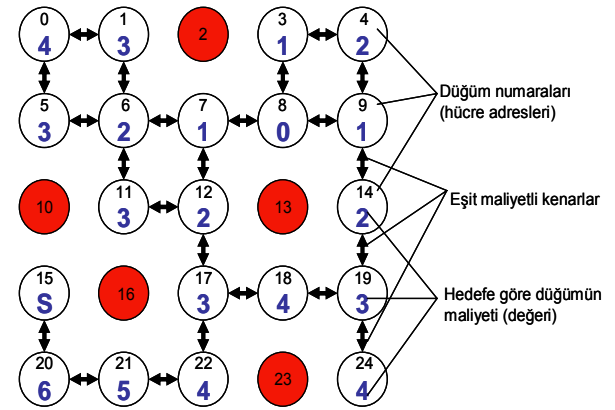 0 1 2 3 4
4 3 1 2
5 6 7 8 9
3 2 1 0 1
Düğüm numaraları
(hücre adresleri)
10 11 12 13 14
3 2 2
Eşit maliyetli kenarlar
15 16 17 18 19
S 3 4 3
Hedefe göre düğümün
maliyeti (değeri)
20 21 22 23 24
6 5 4 4